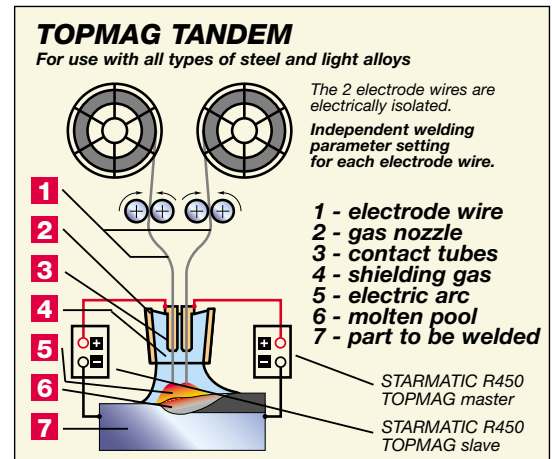 TOPMAG TANDEM
For use with all types of steel and light alloys
The 2 electrode wires are
electrically isolated.
Independent welding
parameter setting
for each electrode wire.
1
2
3
4
5
6
7
1 - electrode wire
2 - gas nozzle
3 - contact tubes
4 - shielding gas
5 - electric arc
6 - molten pool
7 - part to be welded
+
-
+
-
STARMATIC R450
TOPMAG master
STARMATIC R450
TOPMAG slave